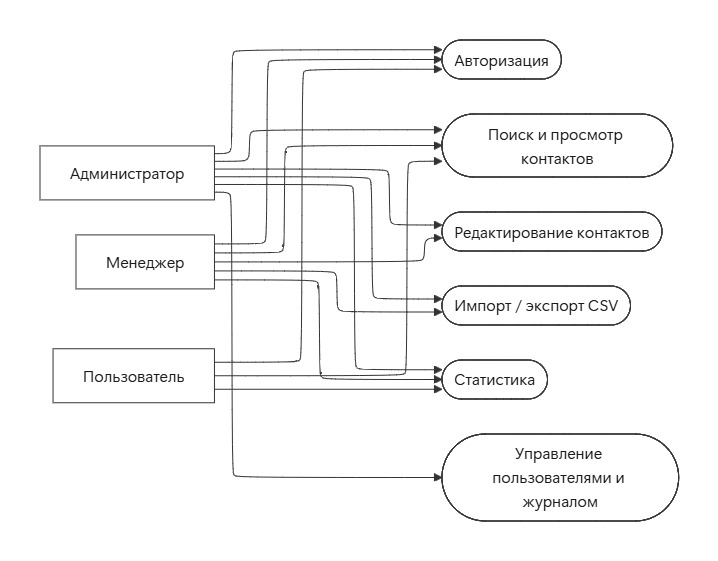 Администратор
Менеджер
Пользователь
Авторизация
Поиск и просмотр
контактов
Редактирование контактов
Импорт / экспорт CSV
Статистика
Управление
пользователями и
журналом